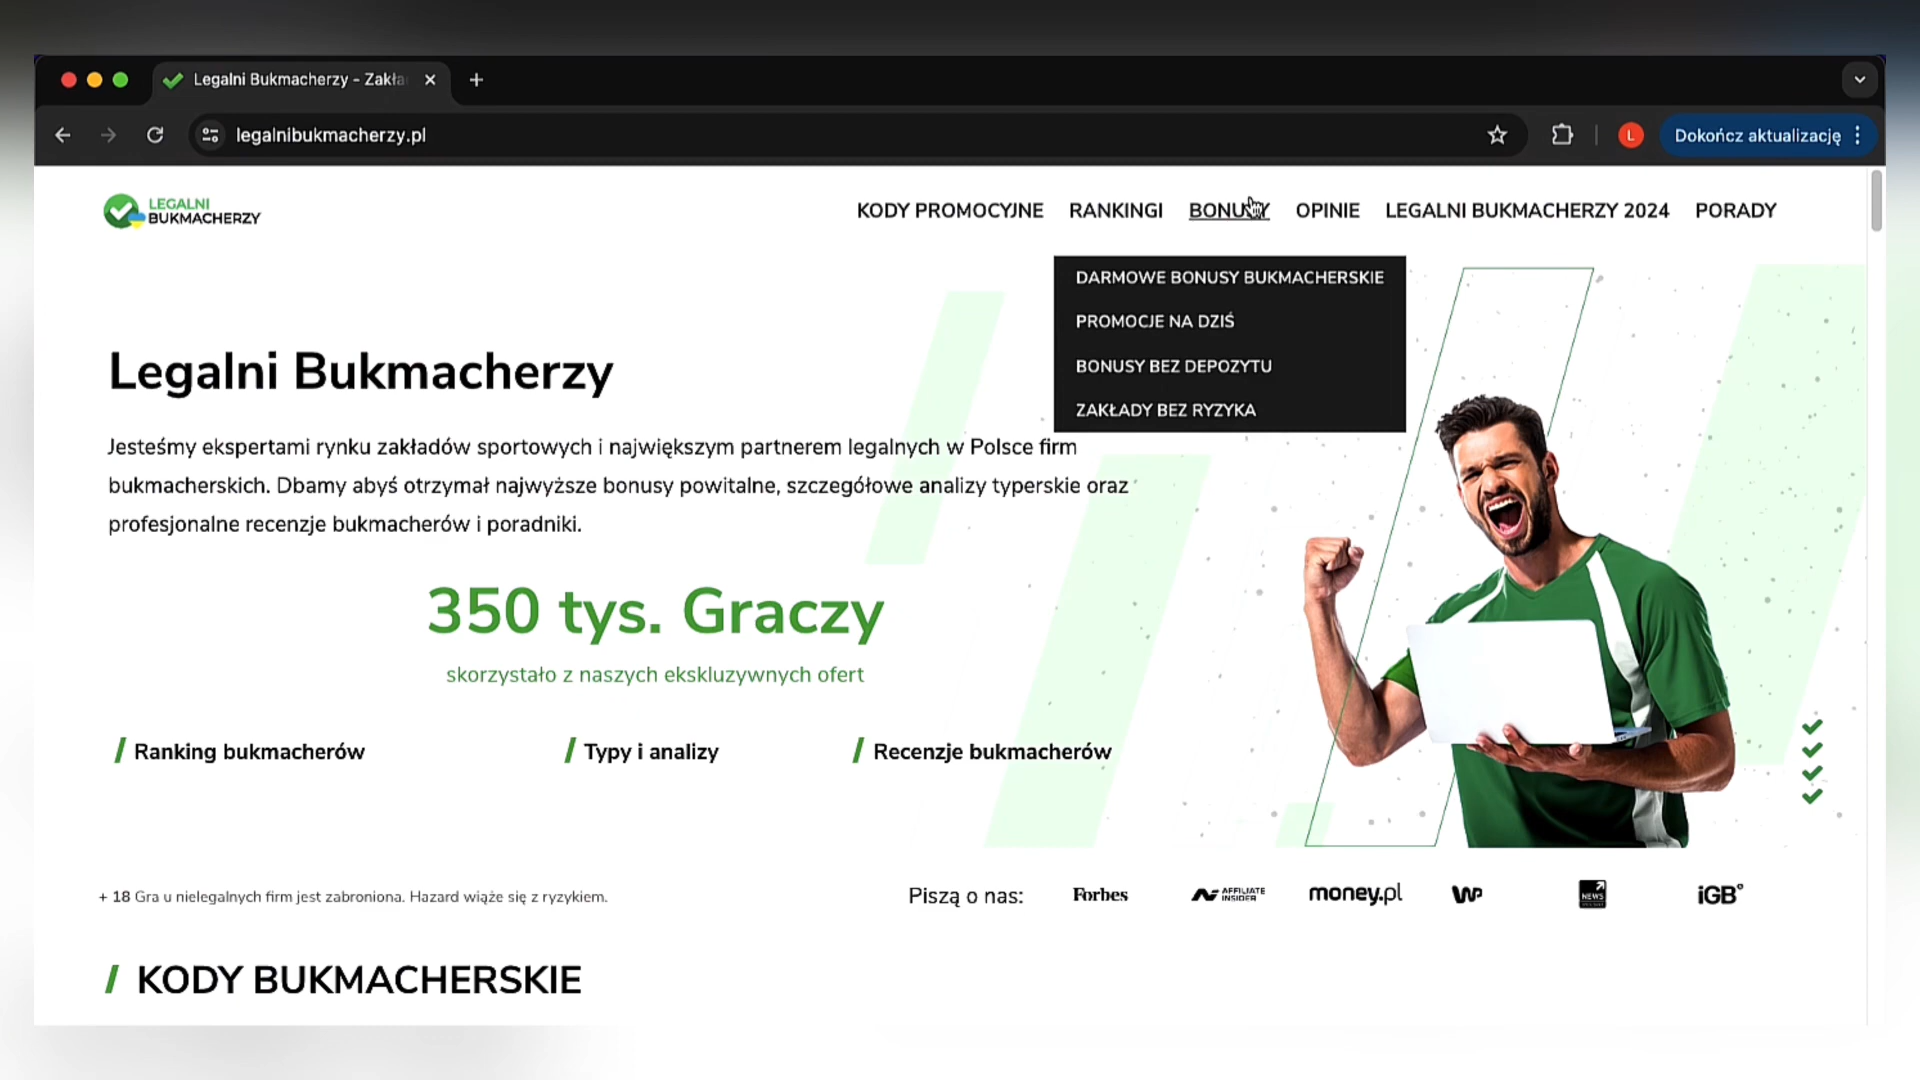 Legalni Bukmacherzy - Zakła
legalnibukmacherzy.pl
L
Dokończ aktualizację
LEGALNI
BUKMACHERZY
KODY PROMOCYJNE RANKINGI BONUSY OPINIE LEGALNI BUKMACHERZY 2024 PORADY
DARMOWE BONUSY BUKMACHERSKIE
PROMOCJE NA DZIŚ
BONUSY BEZ DEPOZYTU
ZAKŁADY BEZ RYZYKA
Legalni Bukmacherzy
Jesteśmy ekspertami rynku zakładów sportowych i największym partnerem legalnych w Polsce firm
bukmacherskich. Dbamy abyś otrzymał najwyższe bonusy powitalne, szczegółowe analizy typerskie oraz
profesjonalne recenzje bukmacherów i poradniki.
350 tys. Graczy
skorzystało z naszych ekskluzywnych ofert
/ Ranking bukmacherów / Typy i analizy / Recenzje bukmacherów
+ 18 Gra u nielegalnych firm jest zabroniona. Hazard wiąże się z ryzykiem.
Piszą o nas: Forbes AFFILIATE INSIDER money.pl WP NEWS iGB
/ KODY BUKMACHERSKIE